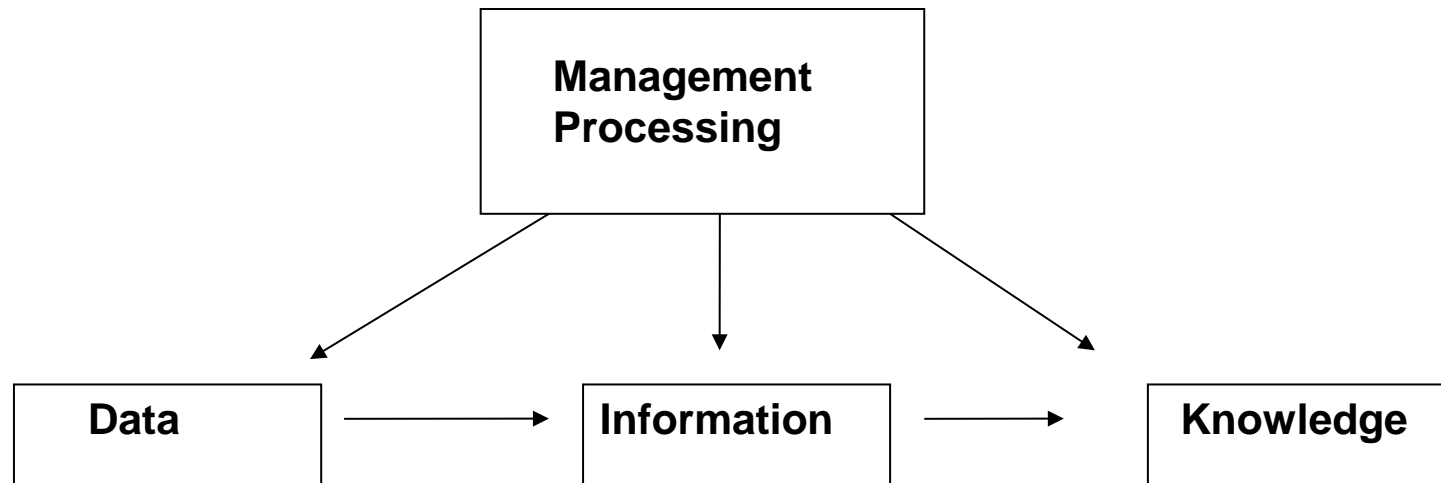 Management
Processing
Data
Information
Knowledge